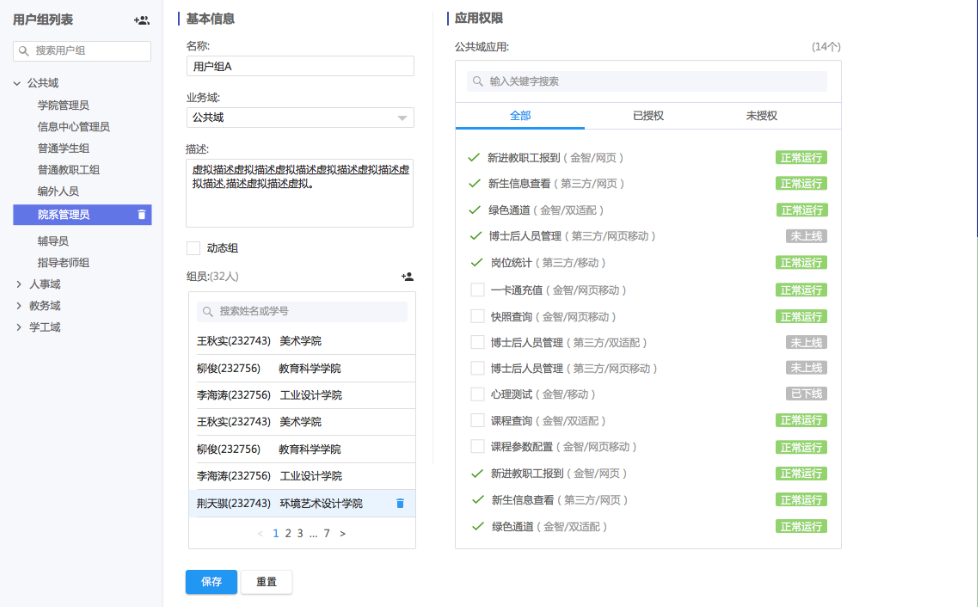 用户组列表
搜索用户组
公共域
学院管理员
信息中心管理员
普通学生组
普通教职工组
编外人员
院系管理员
辅导员
指导老师组
人事域
教务域
学工域
基本信息
名称:
用户组A
业务域:
公共域
描述:
虚拟描述虚拟描述虚拟描述虚拟描述虚拟描述虚
拟描述,描述虚拟描述虚拟。
动态组
组员:(32人)
搜索姓名或学号
王秋实(232743) 美术学院
柳俊(232756) 教育科学学院
李海涛(232756) 工业设计学院
王秋实(232743) 美术学院
柳俊(232756) 教育科学学院
李海涛(232756) 工业设计学院
荆天骐(232743) 环境艺术设计学院
< 1 2 3 ... 7 >
保存 重置
应用权限
公共域应用: (14个)
输入关键字搜索
全部 已授权 未授权
新进教职工报到 ( 金智/网页 ) 正常运行
新生信息查看 ( 第三方/网页 ) 正常运行
绿色通道 ( 金智/双适配 ) 正常运行
博士后人员管理 ( 第三方/网页移动 ) 未上线
岗位统计 ( 第三方/移动 ) 正常运行
一卡通充值 ( 金智/网页移动 ) 正常运行
快照查询 ( 金智/网页移动 ) 正常运行
博士后人员管理 ( 第三方/双适配 ) 未上线
博士后人员管理 ( 第三方/网页移动 ) 未上线
心理测试 ( 金智/移动 ) 已下线
课程查询 ( 金智/双适配 ) 正常运行
课程参数配置 ( 金智/网页移动 ) 正常运行
新进教职工报到 ( 金智/网页 ) 正常运行
新生信息查看 ( 第三方/网页 ) 正常运行
绿色通道 ( 金智/双适配 ) 正常运行